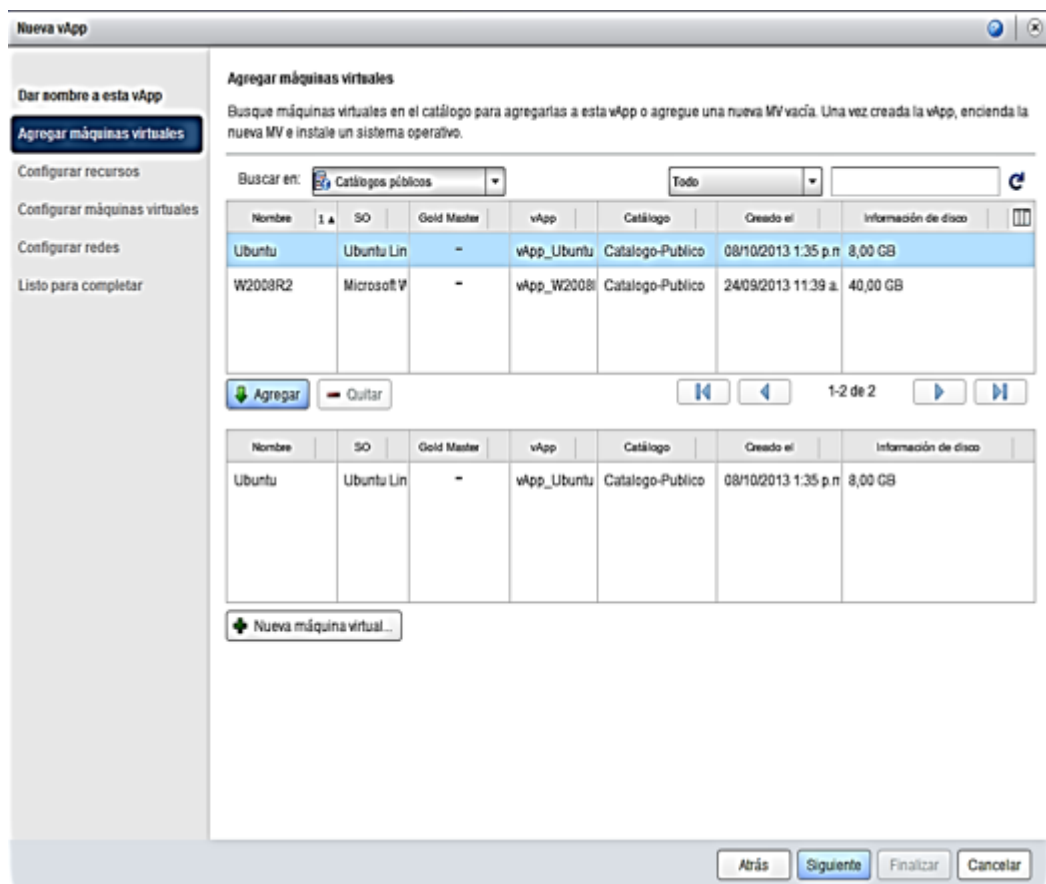 Nueva vApp
Dar nombre a esta vApp
Agregar máquinas virtuales
Configurar recursos
Configurar máquinas virtuales
Configurar redes
Listo para completar
Agregar máquinas virtuales
Busque máquinas virtuales en el catálogo para agregarlas a esta vApp o agregue una nueva MV vacía. Una vez creada la vApp, encienda la
nueva MV e instale un sistema operativo.
Buscar en: Catálogos públicos Todo
Nombre 1 SO Gold Master vApp Catálogo Creado el Información de disco
Ubuntu Ubuntu Lin - vApp_Ubuntu Catalogo-Publico 08/10/2013 1:35 p.m 8,00 GB
W2008R2 Microsoft W - vApp_W2008 Catalogo-Publico 24/09/2013 11:39 a. 40,00 GB
Agregar Quitar 1-2 de 2
Nombre SO Gold Master vApp Catálogo Creado el Información de disco
Ubuntu Ubuntu Lin - vApp_Ubuntu Catalogo-Publico 08/10/2013 1:35 p.m 8,00 GB
Nueva máquina virtual...
Atrás Siguiente Finalizar Cancelar